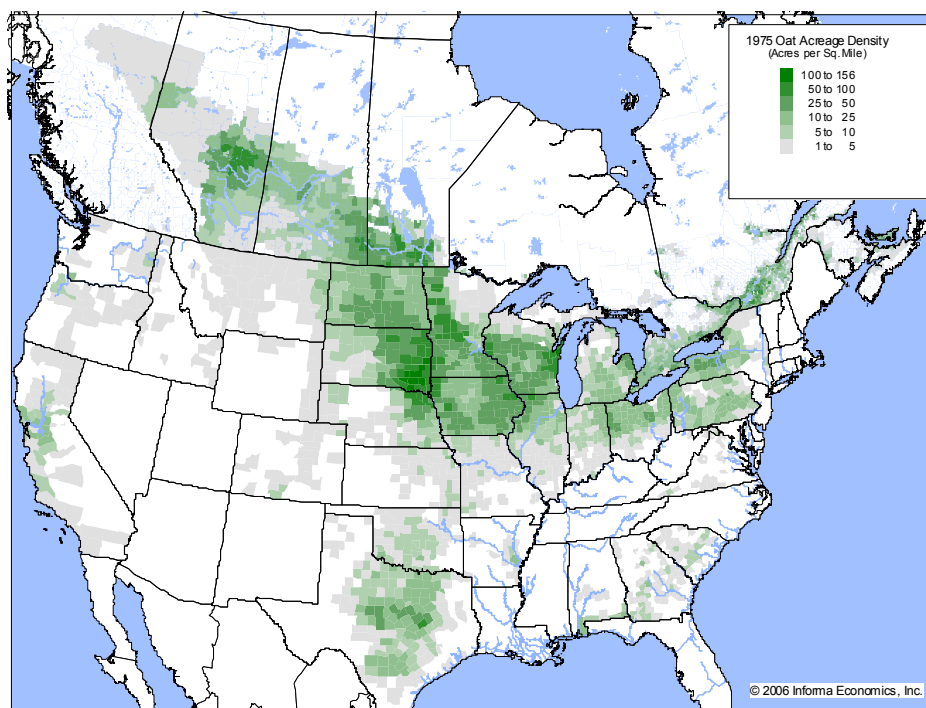 1975 Oat Acreage Density
(Acres per Sq. Mile)
100 to 156
50 to 100
25 to 50
10 to 25
5 to 10
1 to 5
© 2006 Informa Economics, Inc.